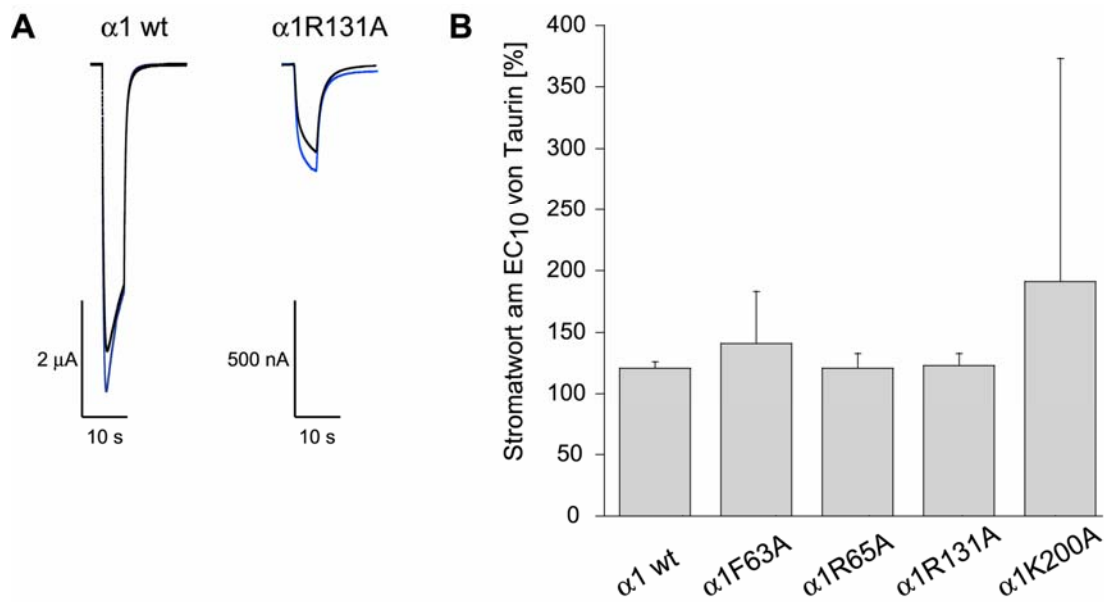 A
α1 wt
α1R131A
2 µA
10 s
500 nA
10 s
B
Stromatwort am EC10 von Taurin [%]
400
350
300
250
200
150
100
50
0
α1 wt
α1F63A
α1R65A
α1R131A
α1K200A